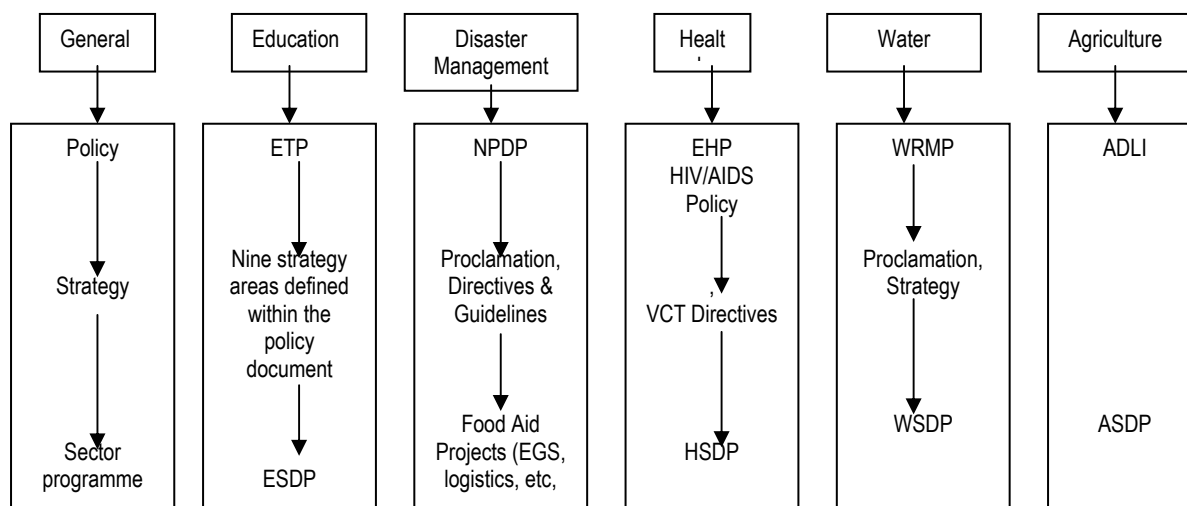 General
Education
Disaster
Management
Healt
Water
Agriculture
Policy
Strategy
Sector
programme
ETP
Nine strategy
areas defined
within the
policy
document
ESDP
NPDP
Proclamation,
Directives &
Guidelines
Food Aid
Projects (EGS,
logistics, etc,
EHP
HIV/AIDS
Policy
,
VCT Directives
HSDP
WRMP
Proclamation,
Strategy
WSDP
ADLI
ASDP